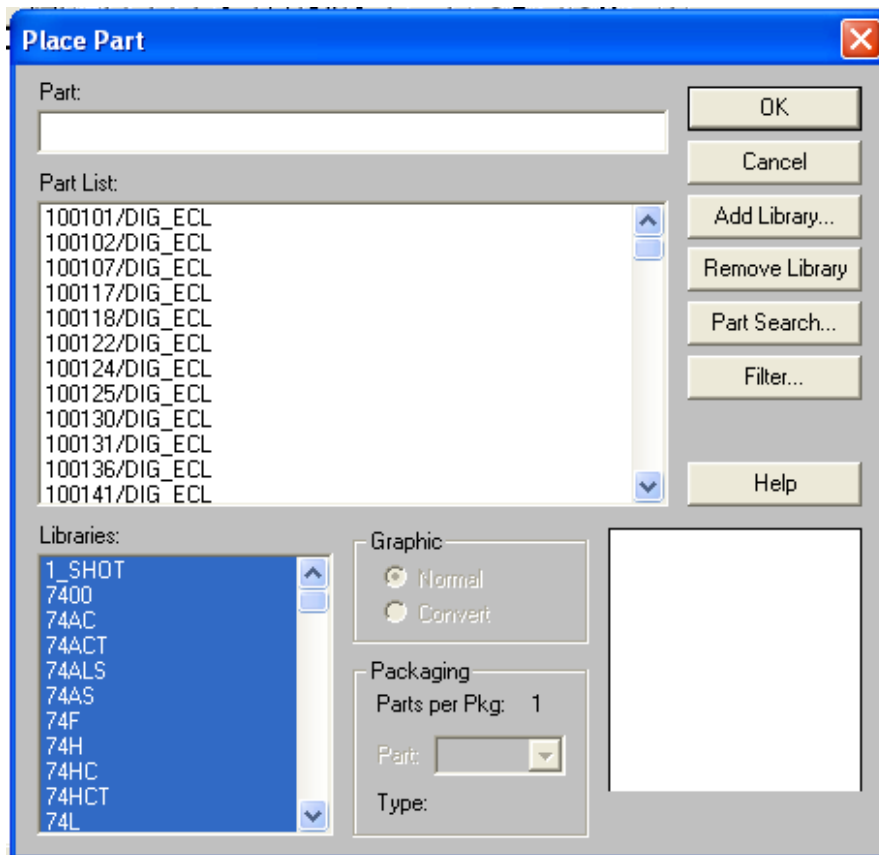 Place Part
Part:
OK
Cancel
Part List:
100101/DIG_ECL
100102/DIG_ECL
100107/DIG_ECL
100117/DIG_ECL
100118/DIG_ECL
100122/DIG_ECL
100124/DIG_ECL
100125/DIG_ECL
100130/DIG_ECL
100131/DIG_ECL
100136/DIG_ECL
100141/DIG_ECL
Add Library...
Remove Library
Part Search...
Filter...
Help
Libraries:
1_SHOT
7400
74AC
74ACT
74ALS
74AS
74F
74H
74HC
74HCT
74L
Graphic
Normal
Convert
Packaging
Parts per Pkg: 1
Part:
Type: